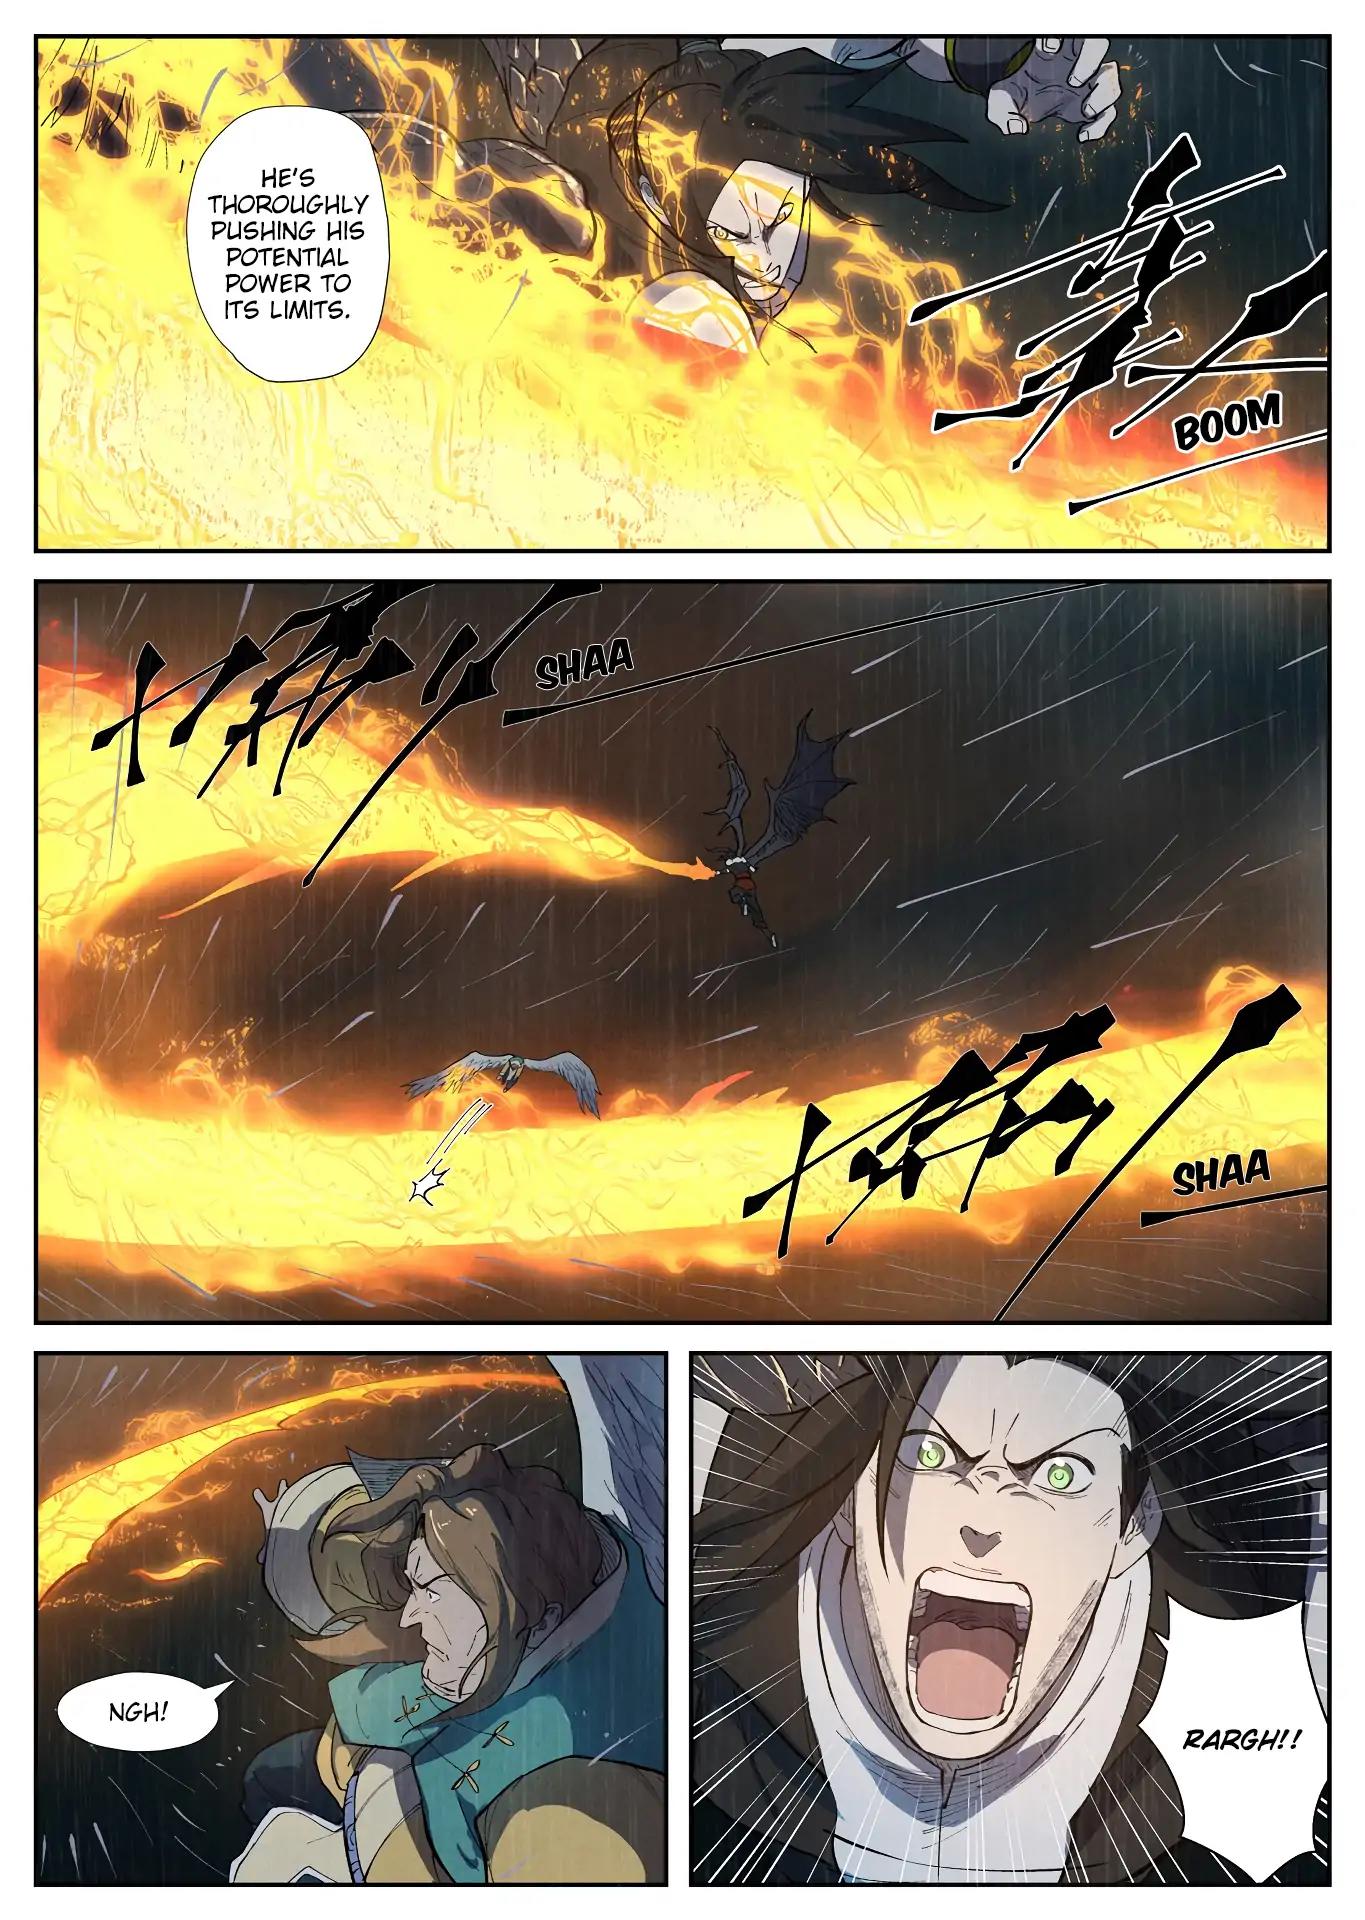 HE'S
THOROUGHLY
PUSHING HIS
POTENTIAL
POWER TO
ITS LIMITS.
BOOM
SHAA
SHAA
NGH!
RARGH!!